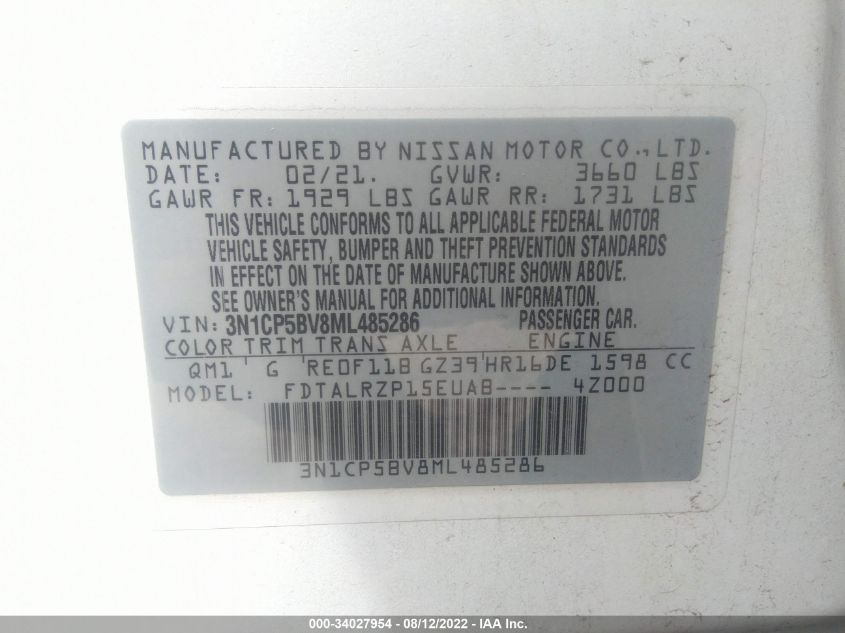 MANUFACTURED BY NISSAN MOTOR CO.,LTD.
DATE: 02/21. GVWR: 3660 LBS
GAWR FR: 1929 LBS GAWR RR: 1731 LBS
THIS VEHICLE CONFORMS TO ALL APPLICABLE FEDERAL MOTOR
VEHICLE SAFETY, BUMPER AND THEFT PREVENTION STANDARDS
IN EFFECT ON THE DATE OF MANUFACTURE SHOWN ABOVE.
SEE OWNER'S MANUAL FOR ADDITIONAL INFORMATION.
VIN: 3N1CP5BV8ML485286 PASSENGER CAR.
COLOR TRIM TRANS AXLE ENGINE
QM1 G RE0F11B GZ39 HR16DE 1598 CC
MODEL: FDTALRZP15EUAB---- 4Z000
3N1CP5BV8ML485286
000-34027954 - 08/12/2022 - IAA Inc.